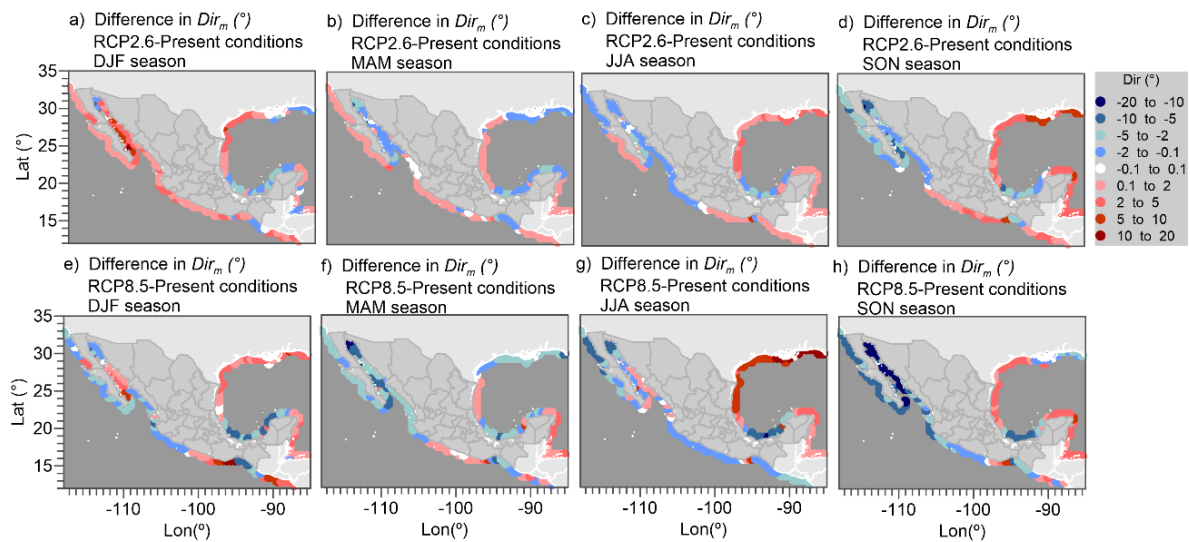 a) Difference in Dirₘ (°)
RCP2.6-Present conditions
DJF season
b) Difference in Dirₘ (°)
RCP2.6-Present conditions
MAM season
c) Difference in Dirₘ (°)
RCP2.6-Present conditions
JJA season
d) Difference in Dirₘ (°)
RCP2.6-Present conditions
SON season
35
30
25
20
15
Lat (°)
Dir (°)
-20 to -10
-10 to -5
-5 to -2
-2 to -0.1
-0.1 to 0.1
0.1 to 2
2 to 5
5 to 10
10 to 20
e) Difference in Dirₘ (°)
RCP8.5-Present conditions
DJF season
f) Difference in Dirₘ (°)
RCP8.5-Present conditions
MAM season
g) Difference in Dirₘ (°)
RCP8.5-Present conditions
JJA season
h) Difference in Dirₘ (°)
RCP8.5-Present conditions
SON season
35
30
25
20
15
Lat (°)
-110 -100 -90
Lon(º)
-110 -100 -90
Lon(º)
-110 -100 -90
Lon(º)
-110 -100 -90
Lon(º)